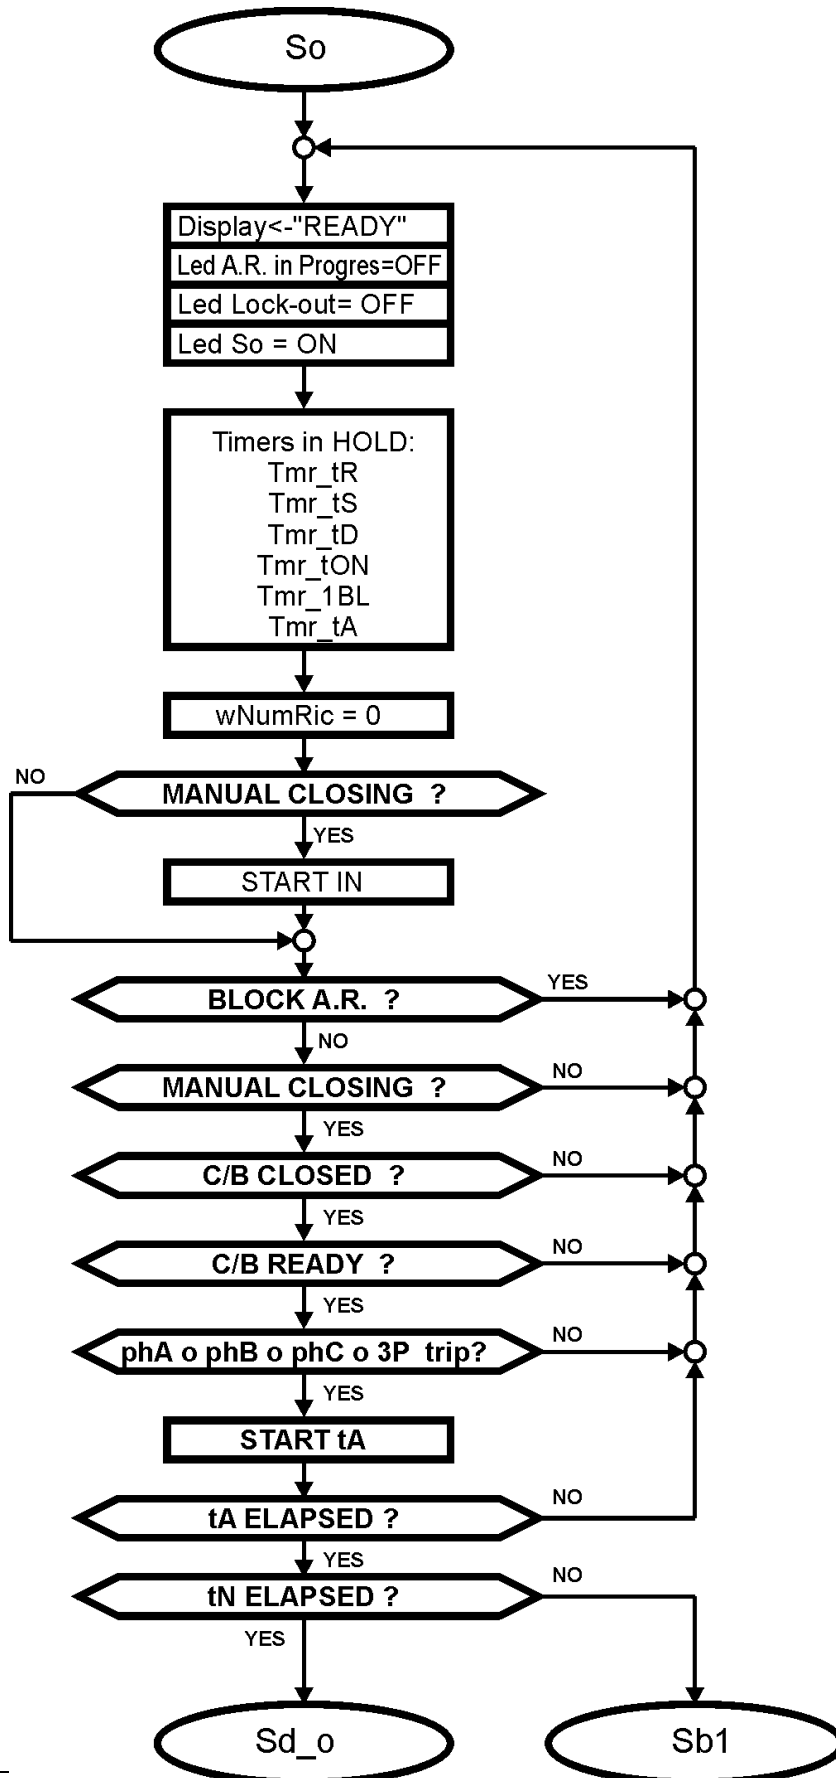 So
Display<-"READY"
Led A.R. in Progres=OFF
Led Lock-out= OFF
Led So = ON
Timers in HOLD:
Tmr_tR
Tmr_tS
Tmr_tD
Tmr_tON
Tmr_1BL
Tmr_tA
wNumRic = 0
NO
MANUAL CLOSING ?
YES
START IN
BLOCK A.R. ?
YES
NO
MANUAL CLOSING ?
NO
YES
C/B CLOSED ?
NO
YES
C/B READY ?
NO
YES
phA o phB o phC o 3P trip?
NO
YES
START tA
tA ELAPSED ?
NO
YES
tN ELAPSED ?
NO
YES
Sd_o
Sb1